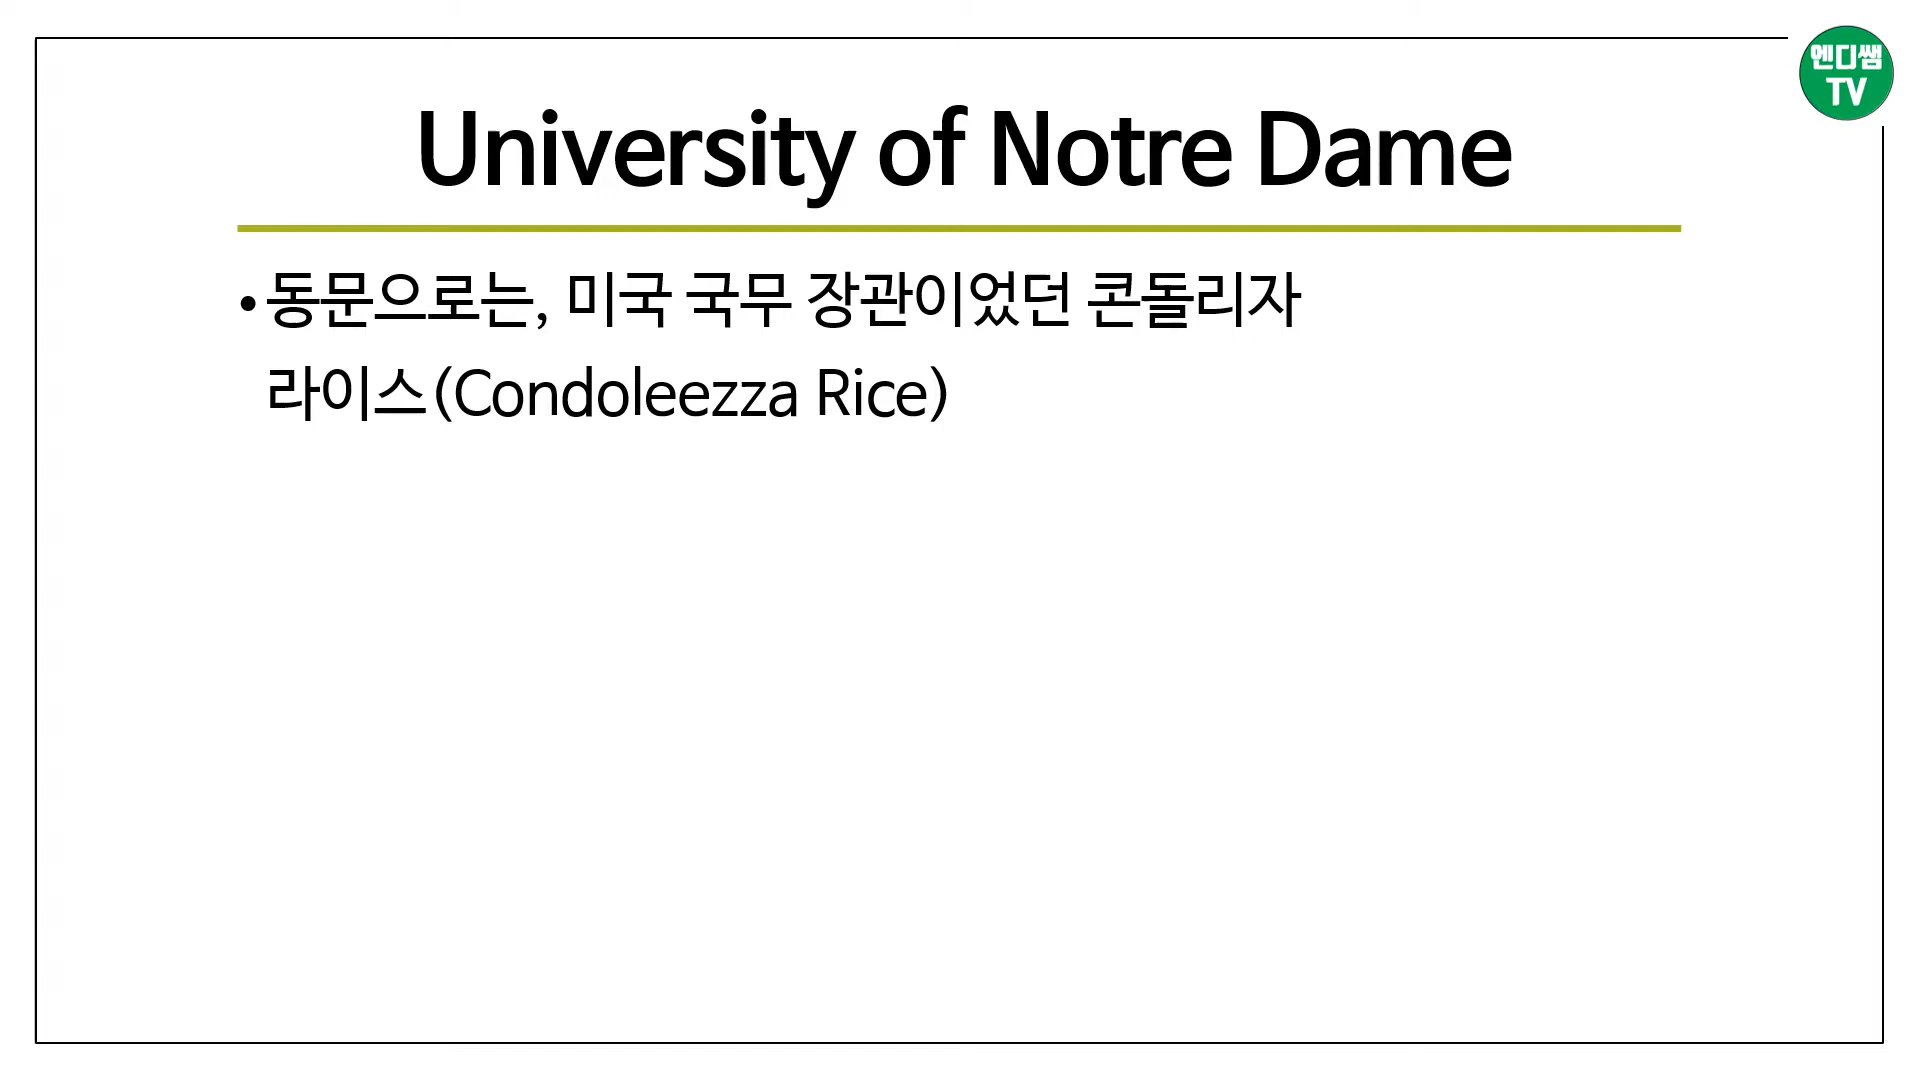 엔디쌤
TV
University of Notre Dame
•동문으로는, 미국 국무 장관이었던 콘돌리자
라이스(Condoleezza Rice)